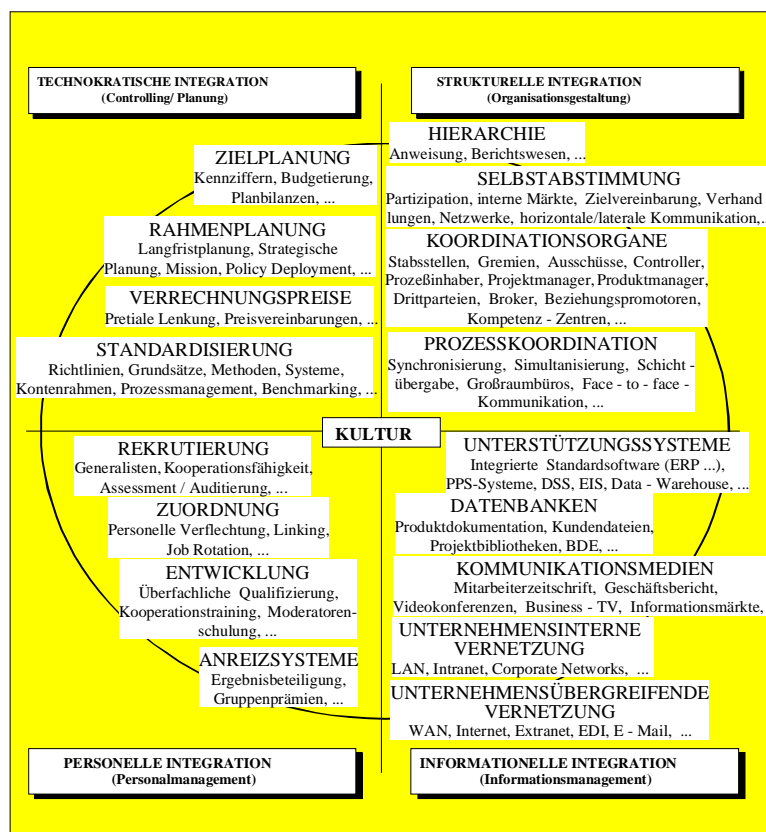 TECHNOKRATISCHE INTEGRATION
(Controlling/ Planung)
STRUKTURELLE INTEGRATION
(Organisationsgestaltung)
ZIELPLANUNG
Kennziffern, Budgetierung,
Planbilanzen, ...
RAHMENPLANUNG
Langfristplanung, Strategische
Planung, Mission, Policy Deployment, ...
VERRECHNUNGSPREISE
Pretiale Lenkung, Preisvereinbarungen, ...
STANDARDISIERUNG
Richtlinien, Grundsätze, Methoden, Systeme,
Kontenrahmen, Prozessmanagement, Benchmarking, ...
HIERARCHIE
Anweisung, Berichtswesen, ...
SELBSTABSTIMMUNG
Partizipation, interne Märkte, Zielvereinbarung, Verhand
lungen, Netzwerke, horizontale/laterale Kommunikation,..
KOORDINATIONSORGANE
Stabsstellen, Gremien, Ausschüsse, Controller,
Prozeßinhaber, Projektmanager, Produktmanager,
Drittparteien, Broker, Beziehungspromotoren,
Kompetenz - Zentren, ...
PROZESSKOORDINATION
Synchronisierung, Simultanisierung, Schicht -
übergabe, Großraumbüros, Face - to - face -
Kommunikation, ...
KULTUR
REKRUTIERUNG
Generalisten, Kooperationsfähigkeit,
Assessment / Auditierung, ...
ZUORDNUNG
Personelle Verflechtung, Linking,
Job Rotation, ...
ENTWICKLUNG
Überfachliche Qualifizierung,
Kooperationstraining, Moderatoren-
schulung, ...
ANREIZSYSTEME
Ergebnisbeteiligung,
Gruppenprämien, ...
UNTERSTÜTZUNGSSYSTEME
Integrierte Standardsoftware (ERP ...),
PPS-Systeme, DSS, EIS, Data - Warehouse, ...
DATENBANKEN
Produktdokumentation, Kundendateien,
Projektbibliotheken, BDE, ...
KOMMUNIKATIONSMEDIEN
Mitarbeiterzeitschrift, Geschäftsbericht,
Videokonferenzen, Business - TV, Informationsmärkte,
UNTERNEHMENSINTERNE
VERNETZUNG
LAN, Intranet, Corporate Networks, ...
UNTERNEHMENSÜBERGREIFENDE
VERNETZUNG
WAN, Internet, Extranet, EDI, E - Mail, ...
PERSONELLE INTEGRATION
(Personalmanagement)
INFORMATIONELLE INTEGRATION
(Informationsmanagement)